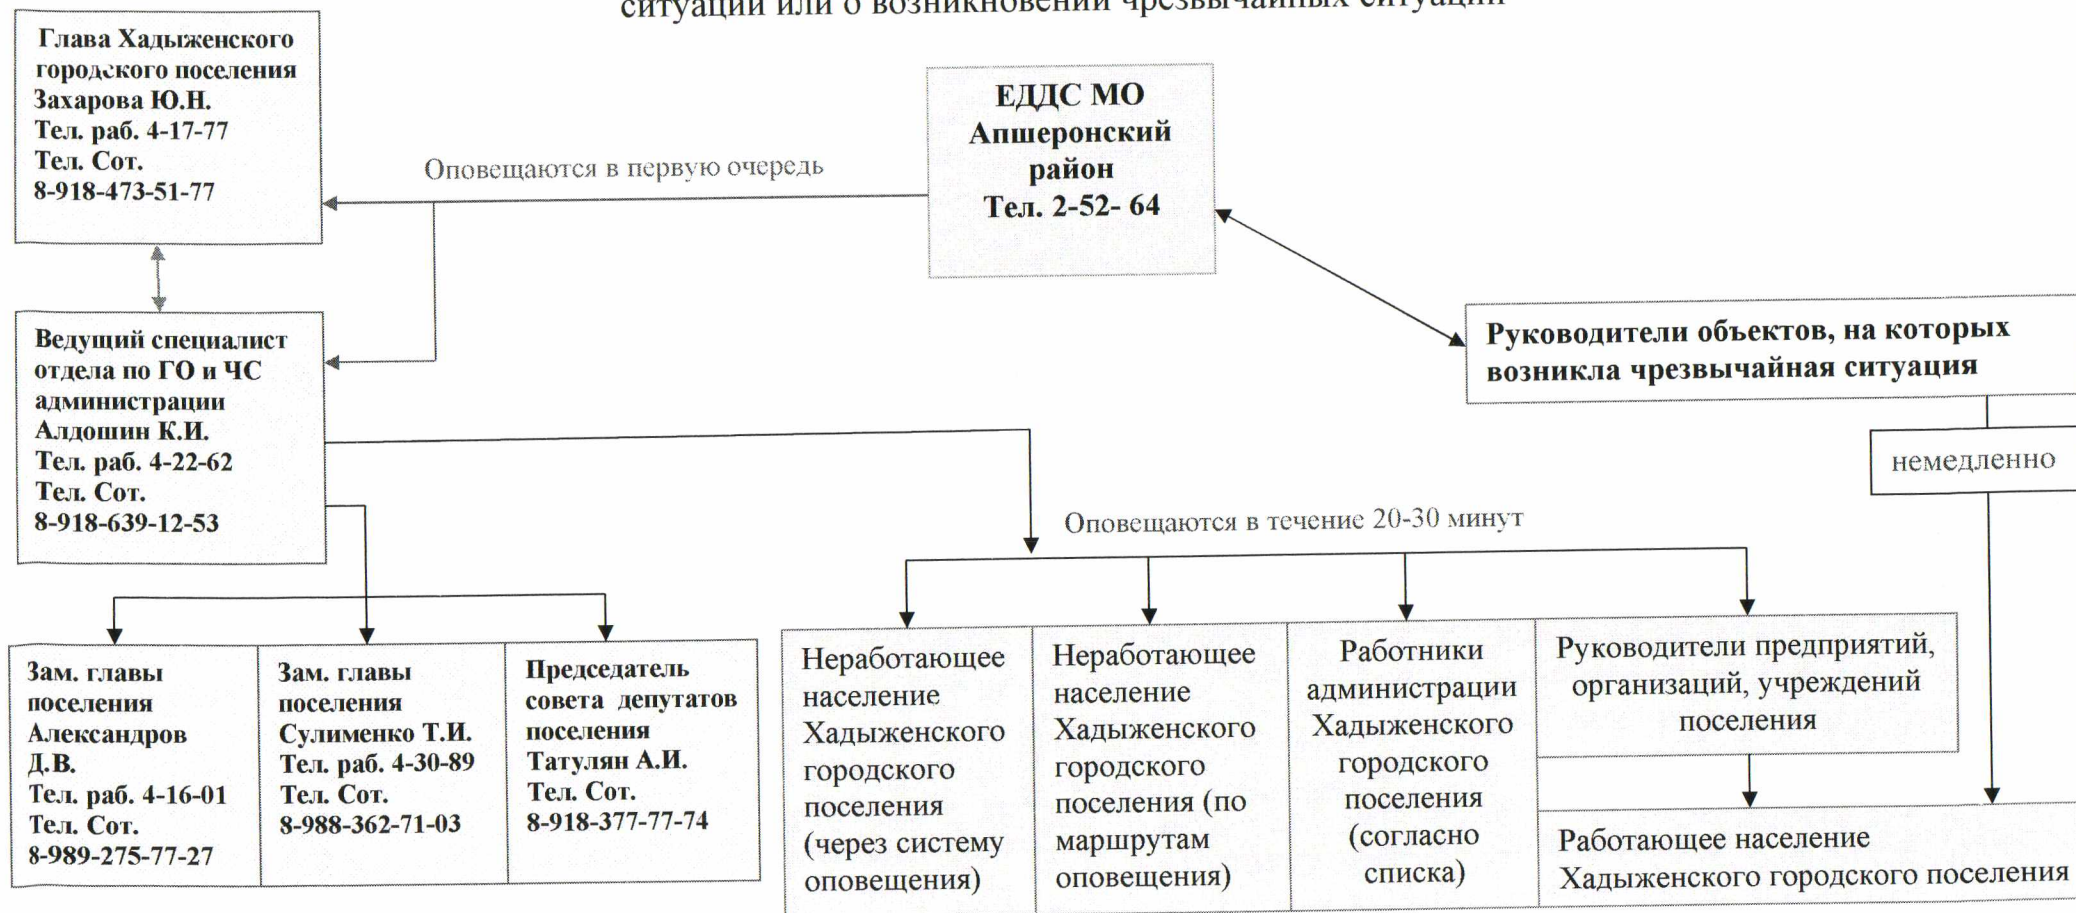 ситуации или о возникновении чрезвычайных ситуаций
Глава Хадыженского
городского поселения
Захарова Ю.Н.
Тел. раб. 4-17-77
Тел. Сот.
8-918-473-51-77
Оповещаются в первую очередь
ЕДДС МО
Апшеронский
район
Тел. 2-52- 64
Ведущий специалист
отдела по ГО и ЧС
администрации
Алдошин К.И.
Тел. раб. 4-22-62
Тел. Сот.
8-918-639-12-53
Руководители объектов, на которых
возникла чрезвычайная ситуация
немедленно
Оповещаются в течение 20-30 минут
Зам. главы
поселения
Александров
Д.В.
Тел. раб. 4-16-01
Тел. Сот.
8-989-275-77-27
Зам. главы
поселения
Сулименко Т.И.
Тел. раб. 4-30-89
Тел. Сот.
8-988-362-71-03
Председатель
совета депутатов
поселения
Татулян А.И.
Тел. Сот.
8-918-377-77-74
Неработающее
население
Хадыженского
городского
поселения
(через систему
оповещения)
Неработающее
население
Хадыженского
городского
поселения (по
маршрутам
оповещения)
Работники
администрации
Хадыженского
городского
поселения
(согласно
списка)
Руководители предприятий,
организаций, учреждений
поселения
Работающее население
Хадыженского городского поселения